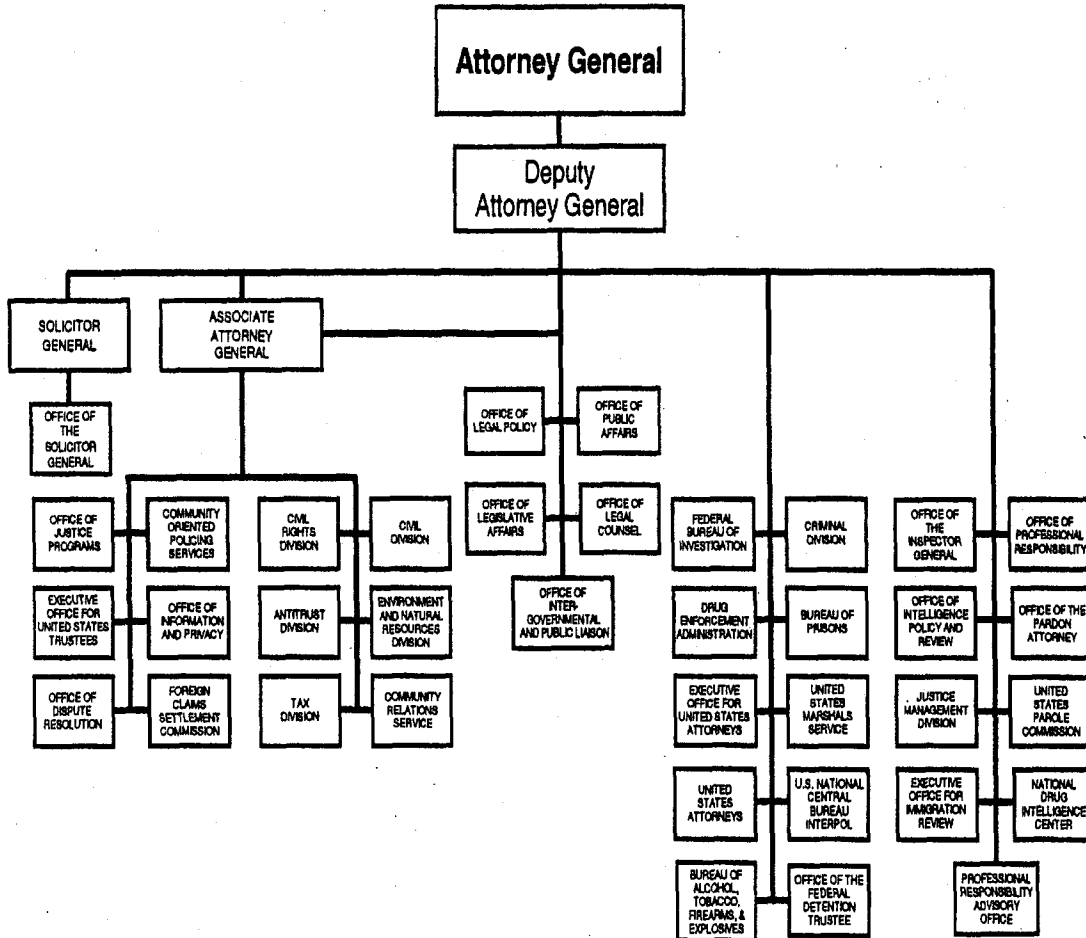 Attorney General
Deputy
Attorney General
SOLICITOR
GENERAL
ASSOCIATE
ATTORNEY
GENERAL
OFFICE OF
THE
SOLICITOR
GENERAL
OFFICE OF
LEGAL POLICY
OFFICE OF
PUBLIC
AFFAIRS
OFFICE OF
LEGISLATIVE
AFFAIRS
OFFICE OF
LEGAL
COUNSEL
OFFICE OF
INTER-
GOVERNMENTAL
AND PUBLIC LIAISON
OFFICE OF
JUSTICE
PROGRAMS
COMMUNITY
ORIENTED
POLICING
SERVICES
CIVIL
RIGHTS
DIVISION
CIVIL
DIVISION
EXECUTIVE
OFFICE FOR
UNITED STATES
TRUSTEES
OFFICE OF
INFORMATION
AND PRIVACY
ANTITRUST
DIVISION
ENVIRONMENT
AND NATURAL
RESOURCES
DIVISION
OFFICE OF
DISPUTE
RESOLUTION
FOREIGN
CLAIMS
SETTLEMENT
COMMISSION
TAX
DIVISION
COMMUNITY
RELATIONS
SERVICE
FEDERAL
BUREAU OF
INVESTIGATION
CRIMINAL
DIVISION
DRUG
ENFORCEMENT
ADMINISTRATION
BUREAU OF
PRISONS
EXECUTIVE
OFFICE FOR
UNITED STATES
ATTORNEYS
UNITED
STATES
MARSHALS
SERVICE
UNITED
STATES
ATTORNEYS
U.S. NATIONAL
CENTRAL
BUREAU
INTERPOL
BUREAU OF
ALCOHOL,
TOBACCO,
FIREARMS, &
EXPLOSIVES
OFFICE OF THE
FEDERAL
DETENTION
TRUSTEE
OFFICE OF
THE
INSPECTOR
GENERAL
OFFICE OF
PROFESSIONAL
RESPONSIBILITY
OFFICE OF
INTELLIGENCE
POLICY AND
REVIEW
OFFICE OF THE
PARDON
ATTORNEY
JUSTICE
MANAGEMENT
DIVISION
UNITED
STATES
PAROLE
COMMISSION
EXECUTIVE
OFFICE FOR
IMMIGRATION
REVIEW
NATIONAL
DRUG
INTELLIGENCE
CENTER
PROFESSIONAL
RESPONSIBILITY
ADVISORY
OFFICE